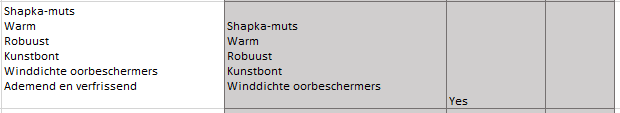 Shapka-muts
Warm
Robuust
Kunstbont
Winddichte oorbeschermers
Ademend en verfrissend
Shapka-muts
Warm
Robuust
Kunstbont
Winddichte oorbeschermers
Yes